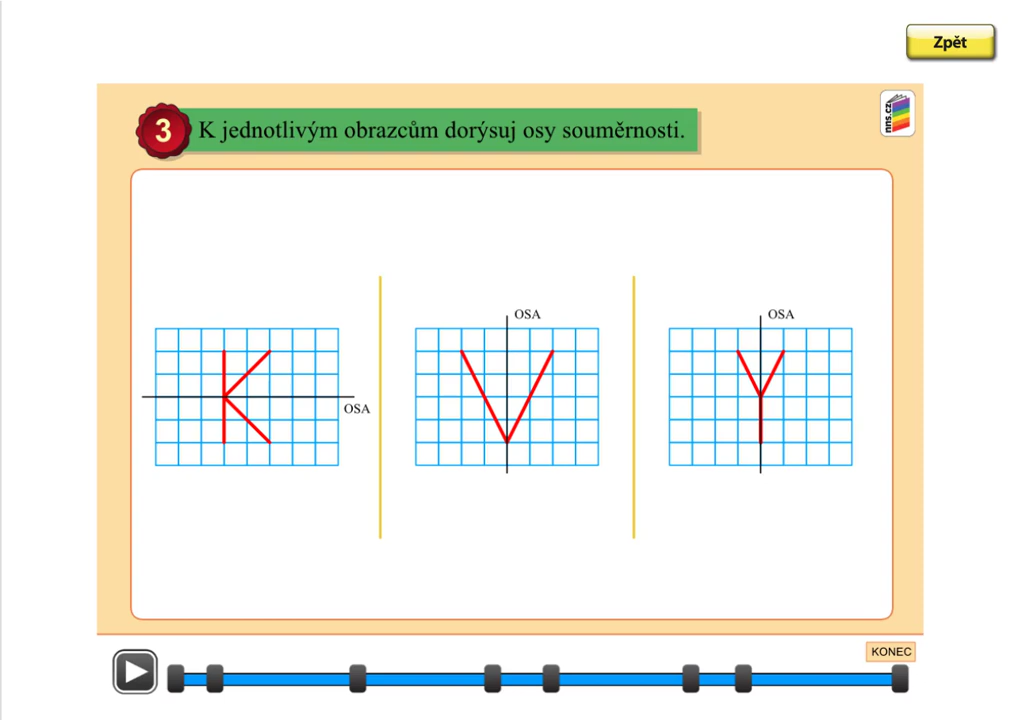 Zpět
3 K jednotlivým obrazcům dorýsuj osy souměrnosti.
nns.cz
OSA
OSA
OSA
KONEC